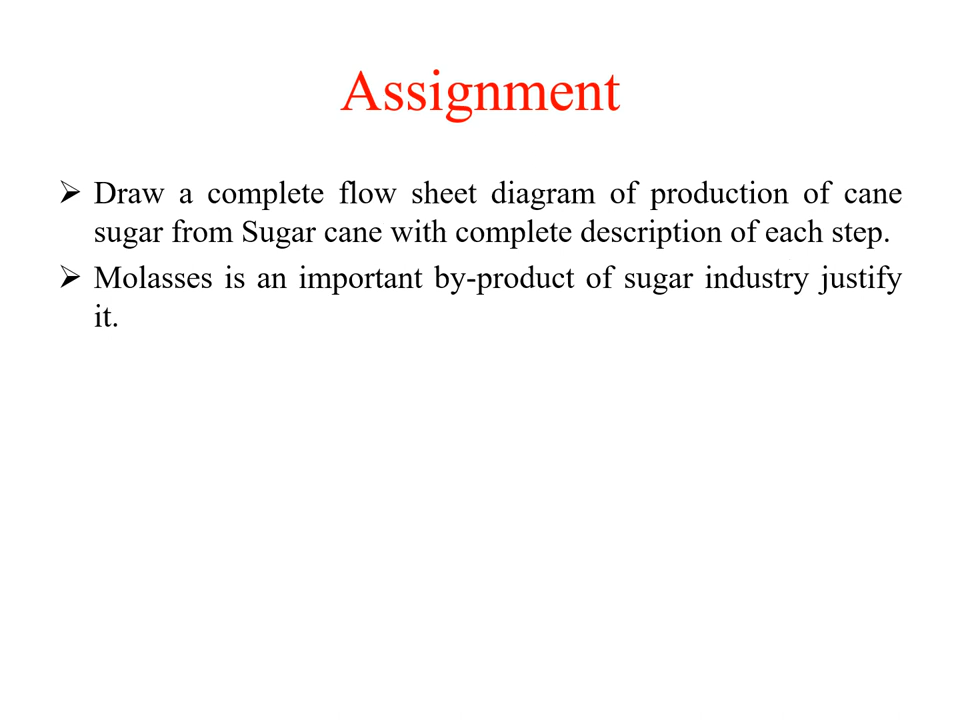 Assignment
➢ Draw a complete flow sheet diagram of production of cane
sugar from Sugar cane with complete description of each step.
➢ Molasses is an important by-product of sugar industry justify
it.